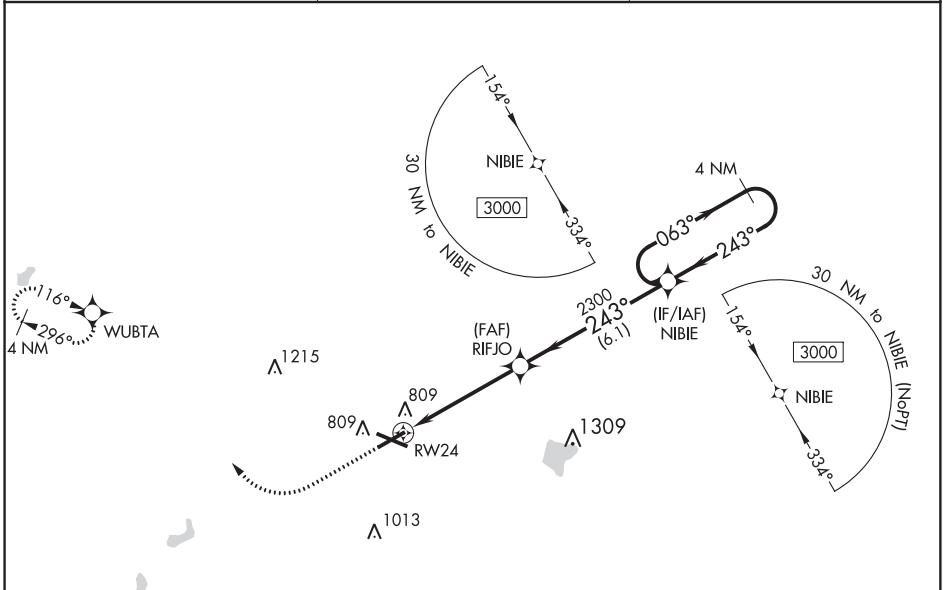 154°
NIBIE
3000
334°
30 NM to NIBIE
4 NM
063°
243°
(IF/IAF)
NIBIE
2300
243°
(6.1)
(FAF)
RIFJO
30 NM to NIBIE (NoPT)
154°
3000
NIBIE
334°
116°
296°
4 NM
WUBTA
1215
809
809
RW24
1309
1013